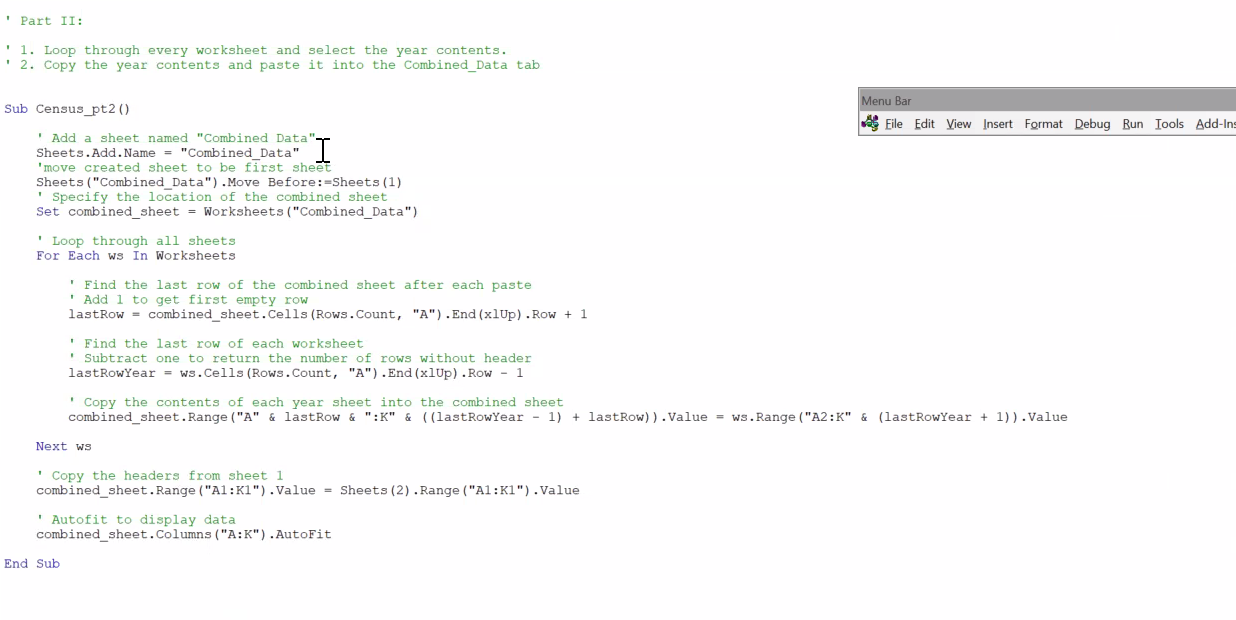 ' Part II:
' 1. Loop through every worksheet and select the year contents.
' 2. Copy the year contents and paste it into the Combined_Data tab
Menu Bar
File Edit View Insert Format Debug Run Tools Add-Ins
Sub Census_pt2()
' Add a sheet named "Combined Data"
Sheets.Add.Name = "Combined_Data"
'move created sheet to be first sheet
Sheets("Combined_Data").Move Before:=Sheets(1)
' Specify the location of the combined sheet
Set combined_sheet = Worksheets("Combined_Data")
' Loop through all sheets
For Each ws In Worksheets
' Find the last row of the combined sheet after each paste
' Add 1 to get first empty row
lastRow = combined_sheet.Cells(Rows.Count, "A").End(xlUp).Row + 1
' Find the last row of each worksheet
' Subtract one to return the number of rows without header
lastRowYear = ws.Cells(Rows.Count, "A").End(xlUp).Row - 1
' Copy the contents of each year sheet into the combined sheet
combined_sheet.Range("A" & lastRow & ":K" & ((lastRowYear - 1) + lastRow)).Value = ws.Range("A2:K" & (lastRowYear + 1)).Value
Next ws
' Copy the headers from sheet 1
combined_sheet.Range("A1:K1").Value = Sheets(2).Range("A1:K1").Value
' Autofit to display data
combined_sheet.Columns("A:K").AutoFit
End Sub